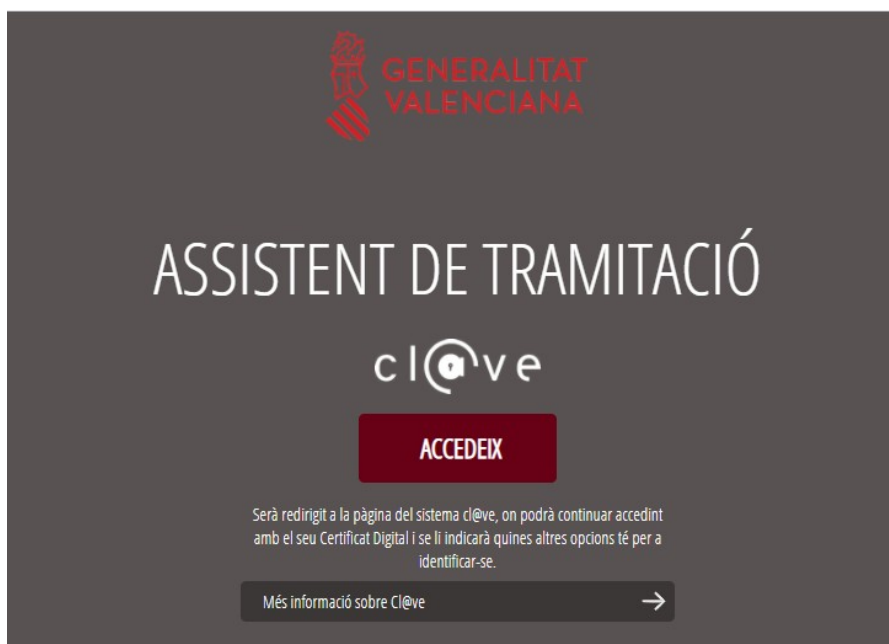 GENERALITAT
VALENCIANA
ASSISTENT DE TRAMITACIÓ
cl@ve
ACCEDEIX
Serà redirigit a la pàgina del sistema cl@ve, on podrà continuar accedint
amb el seu Certificat Digital i se li indicarà quines altres opcions té per a
identificar-se.
Més informació sobre Cl@ve